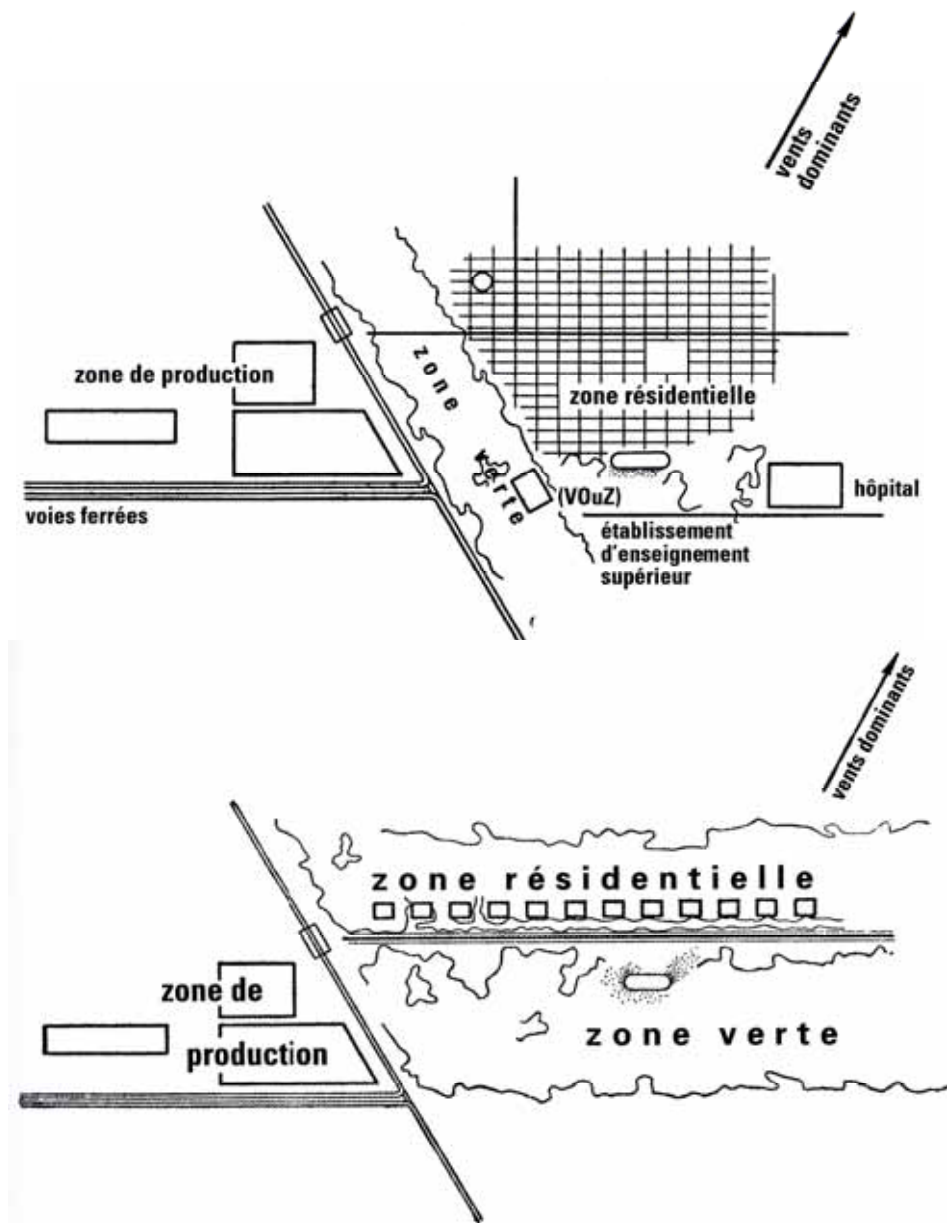 vents
dominants
zone de production
zone
verte
zone résidentielle
(VOuZ)
hôpital
voies ferrées
établissement
d'enseignement
supérieur
vents dominants
zone résidentielle
zone de
production
zone verte